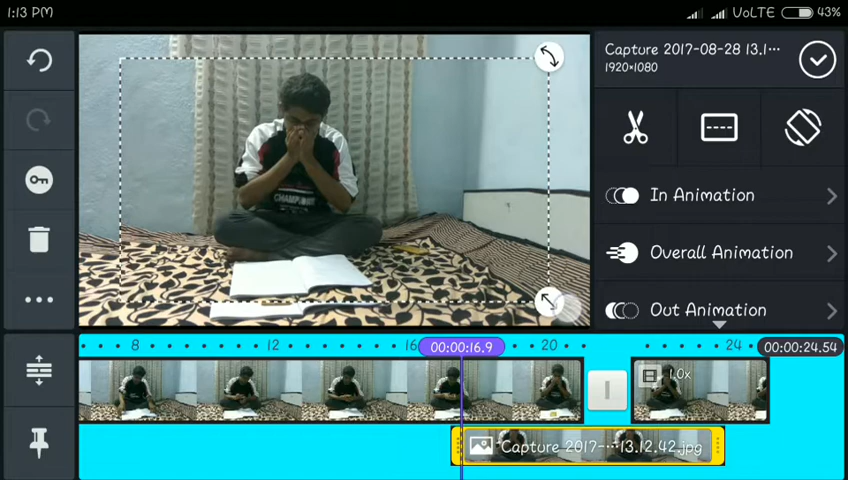 1:13 PM
VoLTE 43%
Capture 2017-08-28 13.1···
1920×1080
CHAMPIONS
In Animation
Overall Animation
Out Animation
8 12 16 00:00:16.9 20 24 00:00:24.54
1.0x
Capture 2017-···13.12.42.jpg